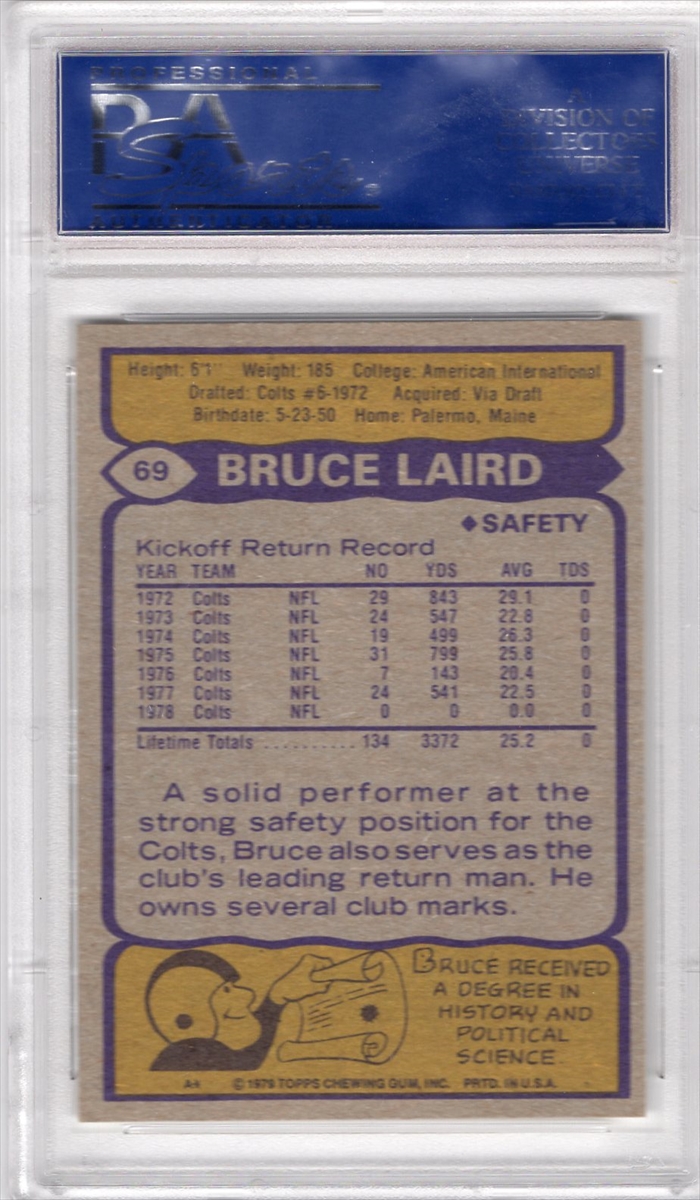 PROFESSIONAL
PSA
AUTHENTICATOR
DIVISION OF
COLLECTORS
UNIVERSE
Height: 6'1" Weight: 185 College: American International
Drafted: Colts #6-1972 Acquired: Via Draft
Birthdate: 5-23-50 Home: Palermo, Maine
69 BRUCE LAIRD
◆SAFETY
Kickoff Return Record
YEAR TEAM NO YDS AVG TDS
1972 Colts NFL 29 843 29.1 0
1973 Colts NFL 24 547 22.8 0
1974 Colts NFL 19 499 26.3 0
1975 Colts NFL 31 799 25.8 0
1976 Colts NFL 7 143 20.4 0
1977 Colts NFL 24 541 22.5 0
1978 Colts NFL 0 0 0.0 0
Lifetime Totals .......... 134 3372 25.2 0
A solid performer at the
strong safety position for the
Colts, Bruce also serves as the
club's leading return man. He
owns several club marks.
BRUCE RECEIVED
A DEGREE IN
HISTORY AND
POLITICAL
SCIENCE.
© 1979 TOPPS CHEWING GUM, INC. PRTD. IN U.S.A.